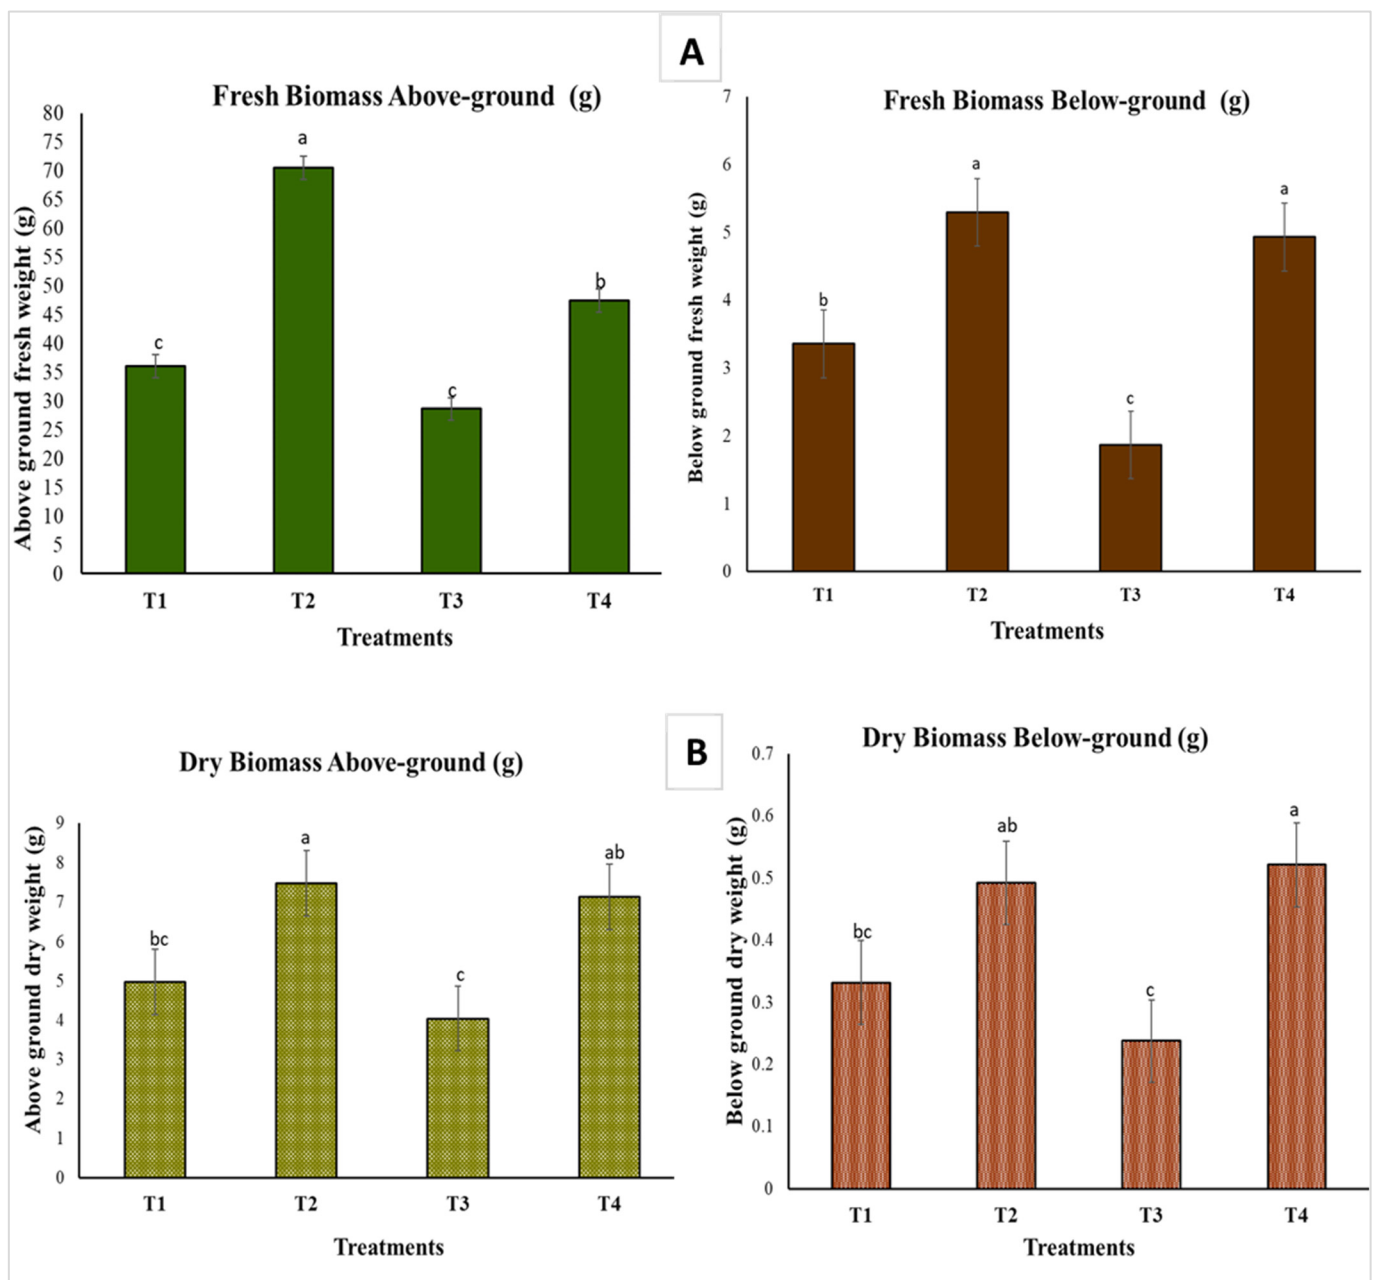 A
Fresh Biomass Above-ground (g)
Above ground fresh weight (g)
80
75
70
65
60
55
50
45
40
35
30
25
20
15
10
5
0
c
a
c
b
T1 T2 T3 T4
Treatments
Fresh Biomass Below-ground (g)
Below ground fresh weight (g)
7
6
5
4
3
2
1
0
b
a
c
a
T1 T2 T3 T4
Treatments
B
Dry Biomass Above-ground (g)
Above ground dry weight (g)
9
8
7
6
5
4
3
2
1
0
bc
a
c
ab
T1 T2 T3 T4
Treatments
Dry Biomass Below-ground (g)
Below ground dry weight (g)
0.7
0.6
0.5
0.4
0.3
0.2
0.1
0
bc
ab
c
a
T1 T2 T3 T4
Treatments